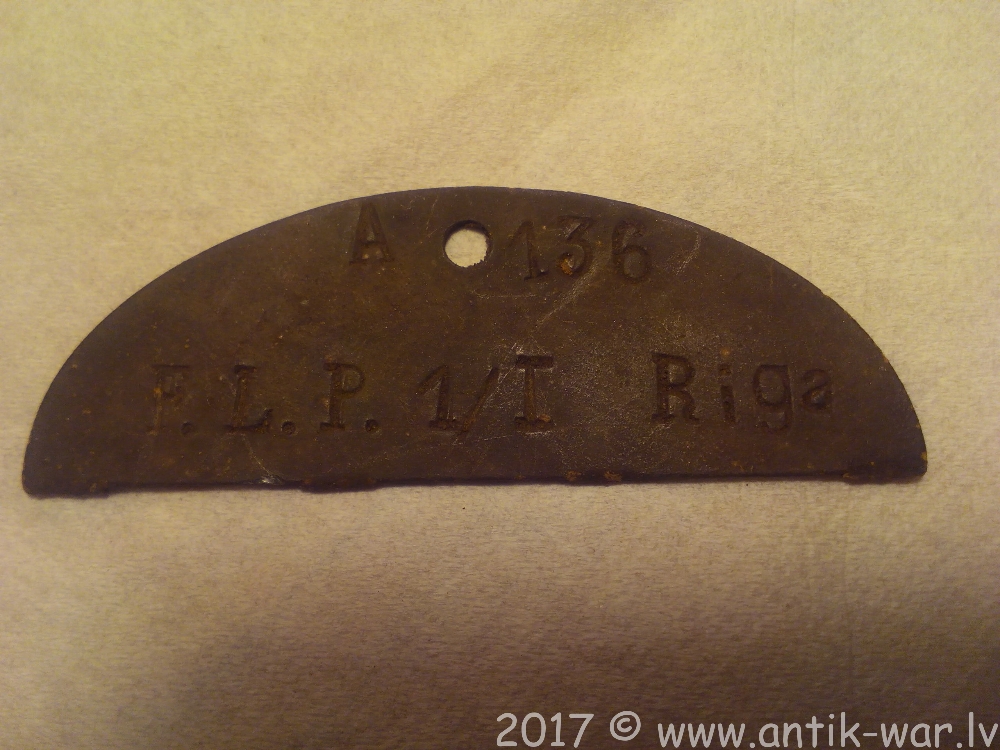 A 136
F.L.P. 1/I Riga
2017 © www.antik-war.lv